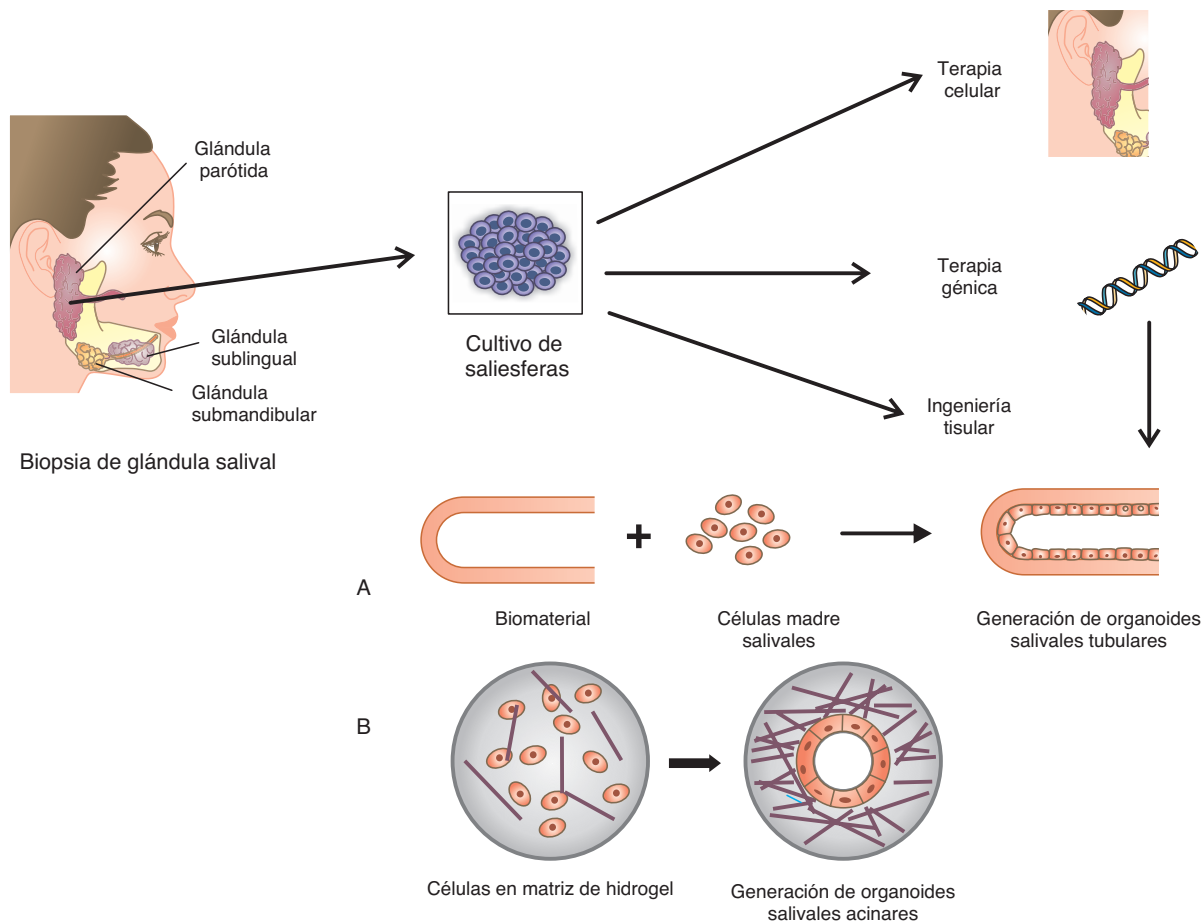 Terapia
celular
Glándula
parótida
Terapia
génica
Glándula
sublingual
Cultivo de
saliesferas
Glándula
submandibular
Ingeniería
tisular
Biopsia de glándula salival
A
Biomaterial
Células madre
salivales
Generación de organoides
salivales tubulares
B
Células en matriz de hidrogel
Generación de organoides
salivales acinares